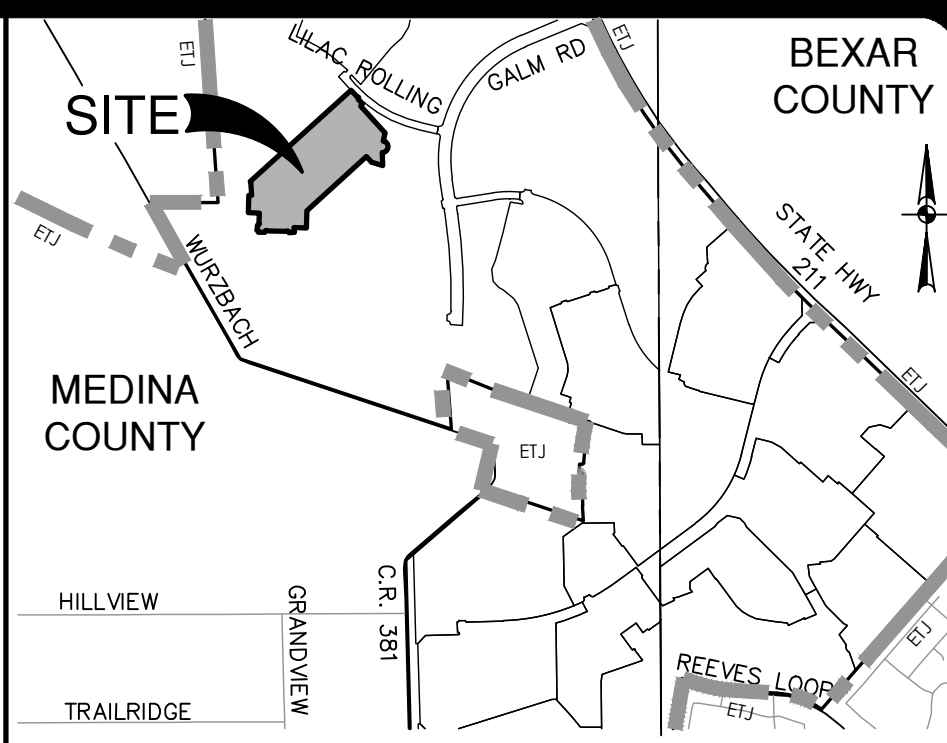 ETJ
LILAC ROLLING
GALM RD
ETJ
BEXAR
COUNTY
SITE
ETJ
WURZBACH
STATE HWY
211
MEDINA
COUNTY
ETJ
ETJ
C.R. 381
HILLVIEW
GRANDVIEW
TRAILRIDGE
REEVES LOOP
ETJ
ETJ